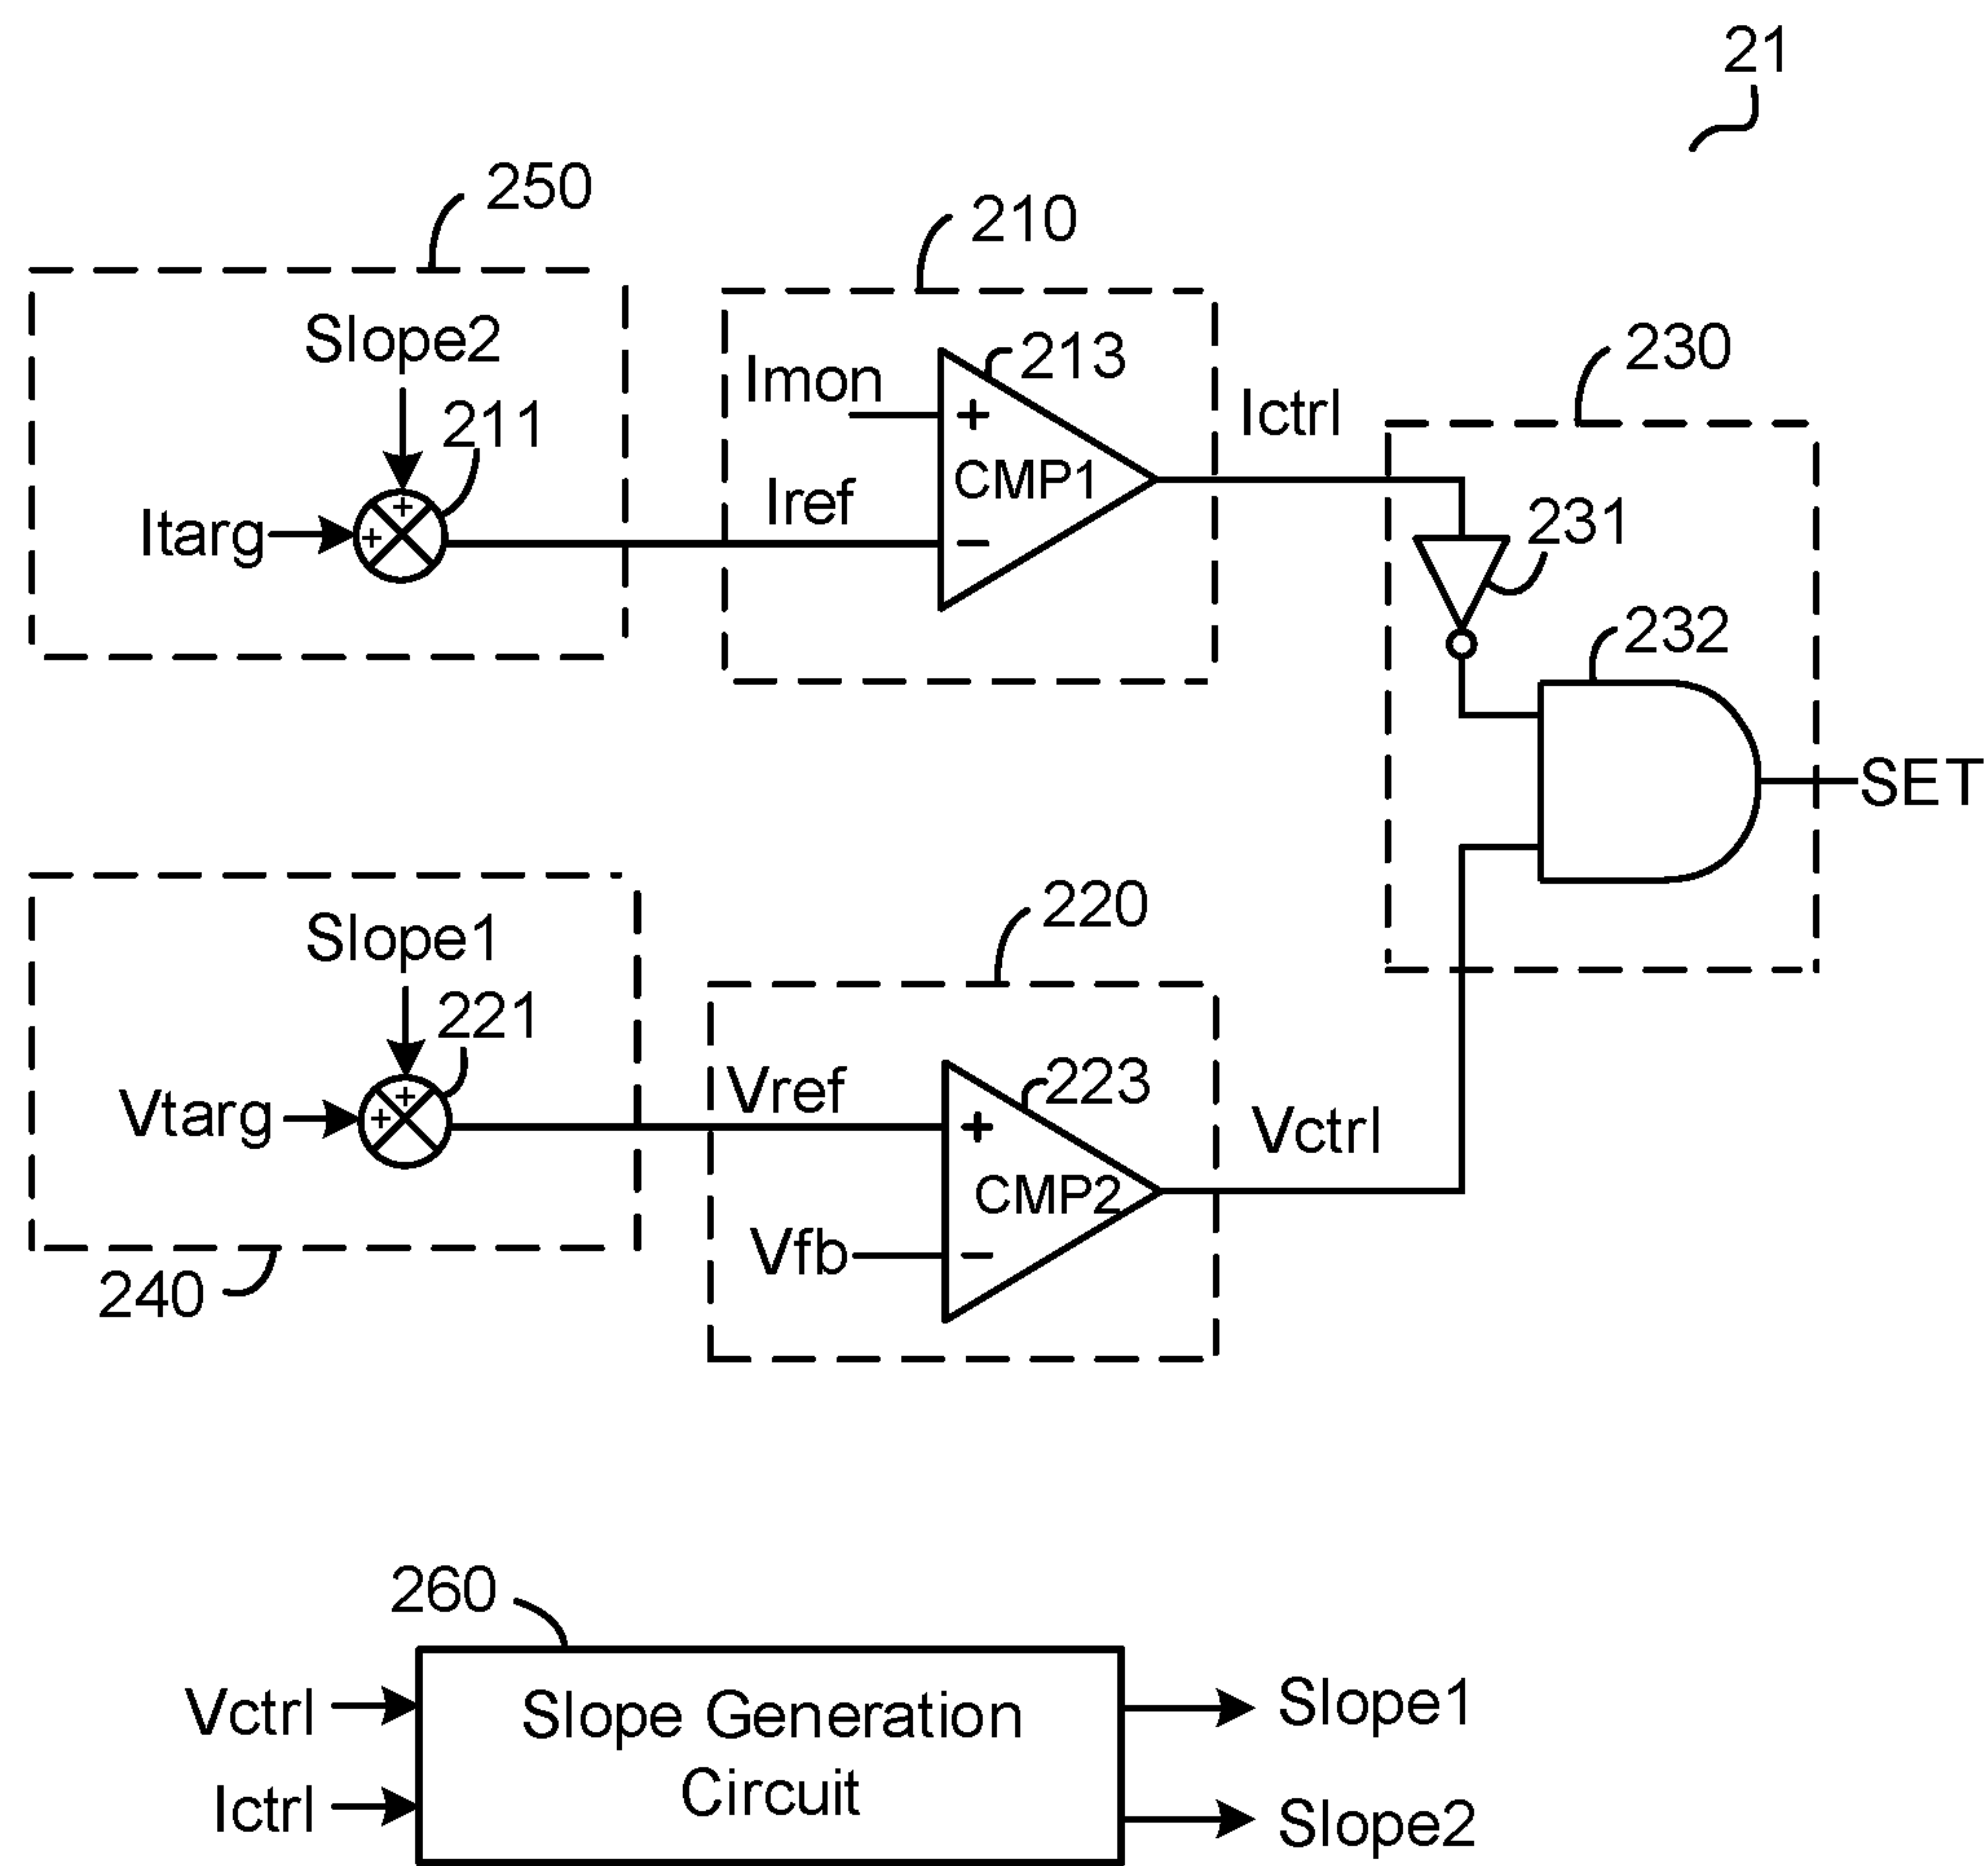 21
250
210
Slope2
213
230
Imon
+
211
Ictrl
CMP1
+
Iref
Itarg
+
−
231
232
SET
220
Slope1
221
223
Vref
+
Vtarg
+
+
Vctrl
CMP2
Vfb
−
240
260
Vctrl
Slope Generation
Circuit
Slope1
Ictrl
Slope2